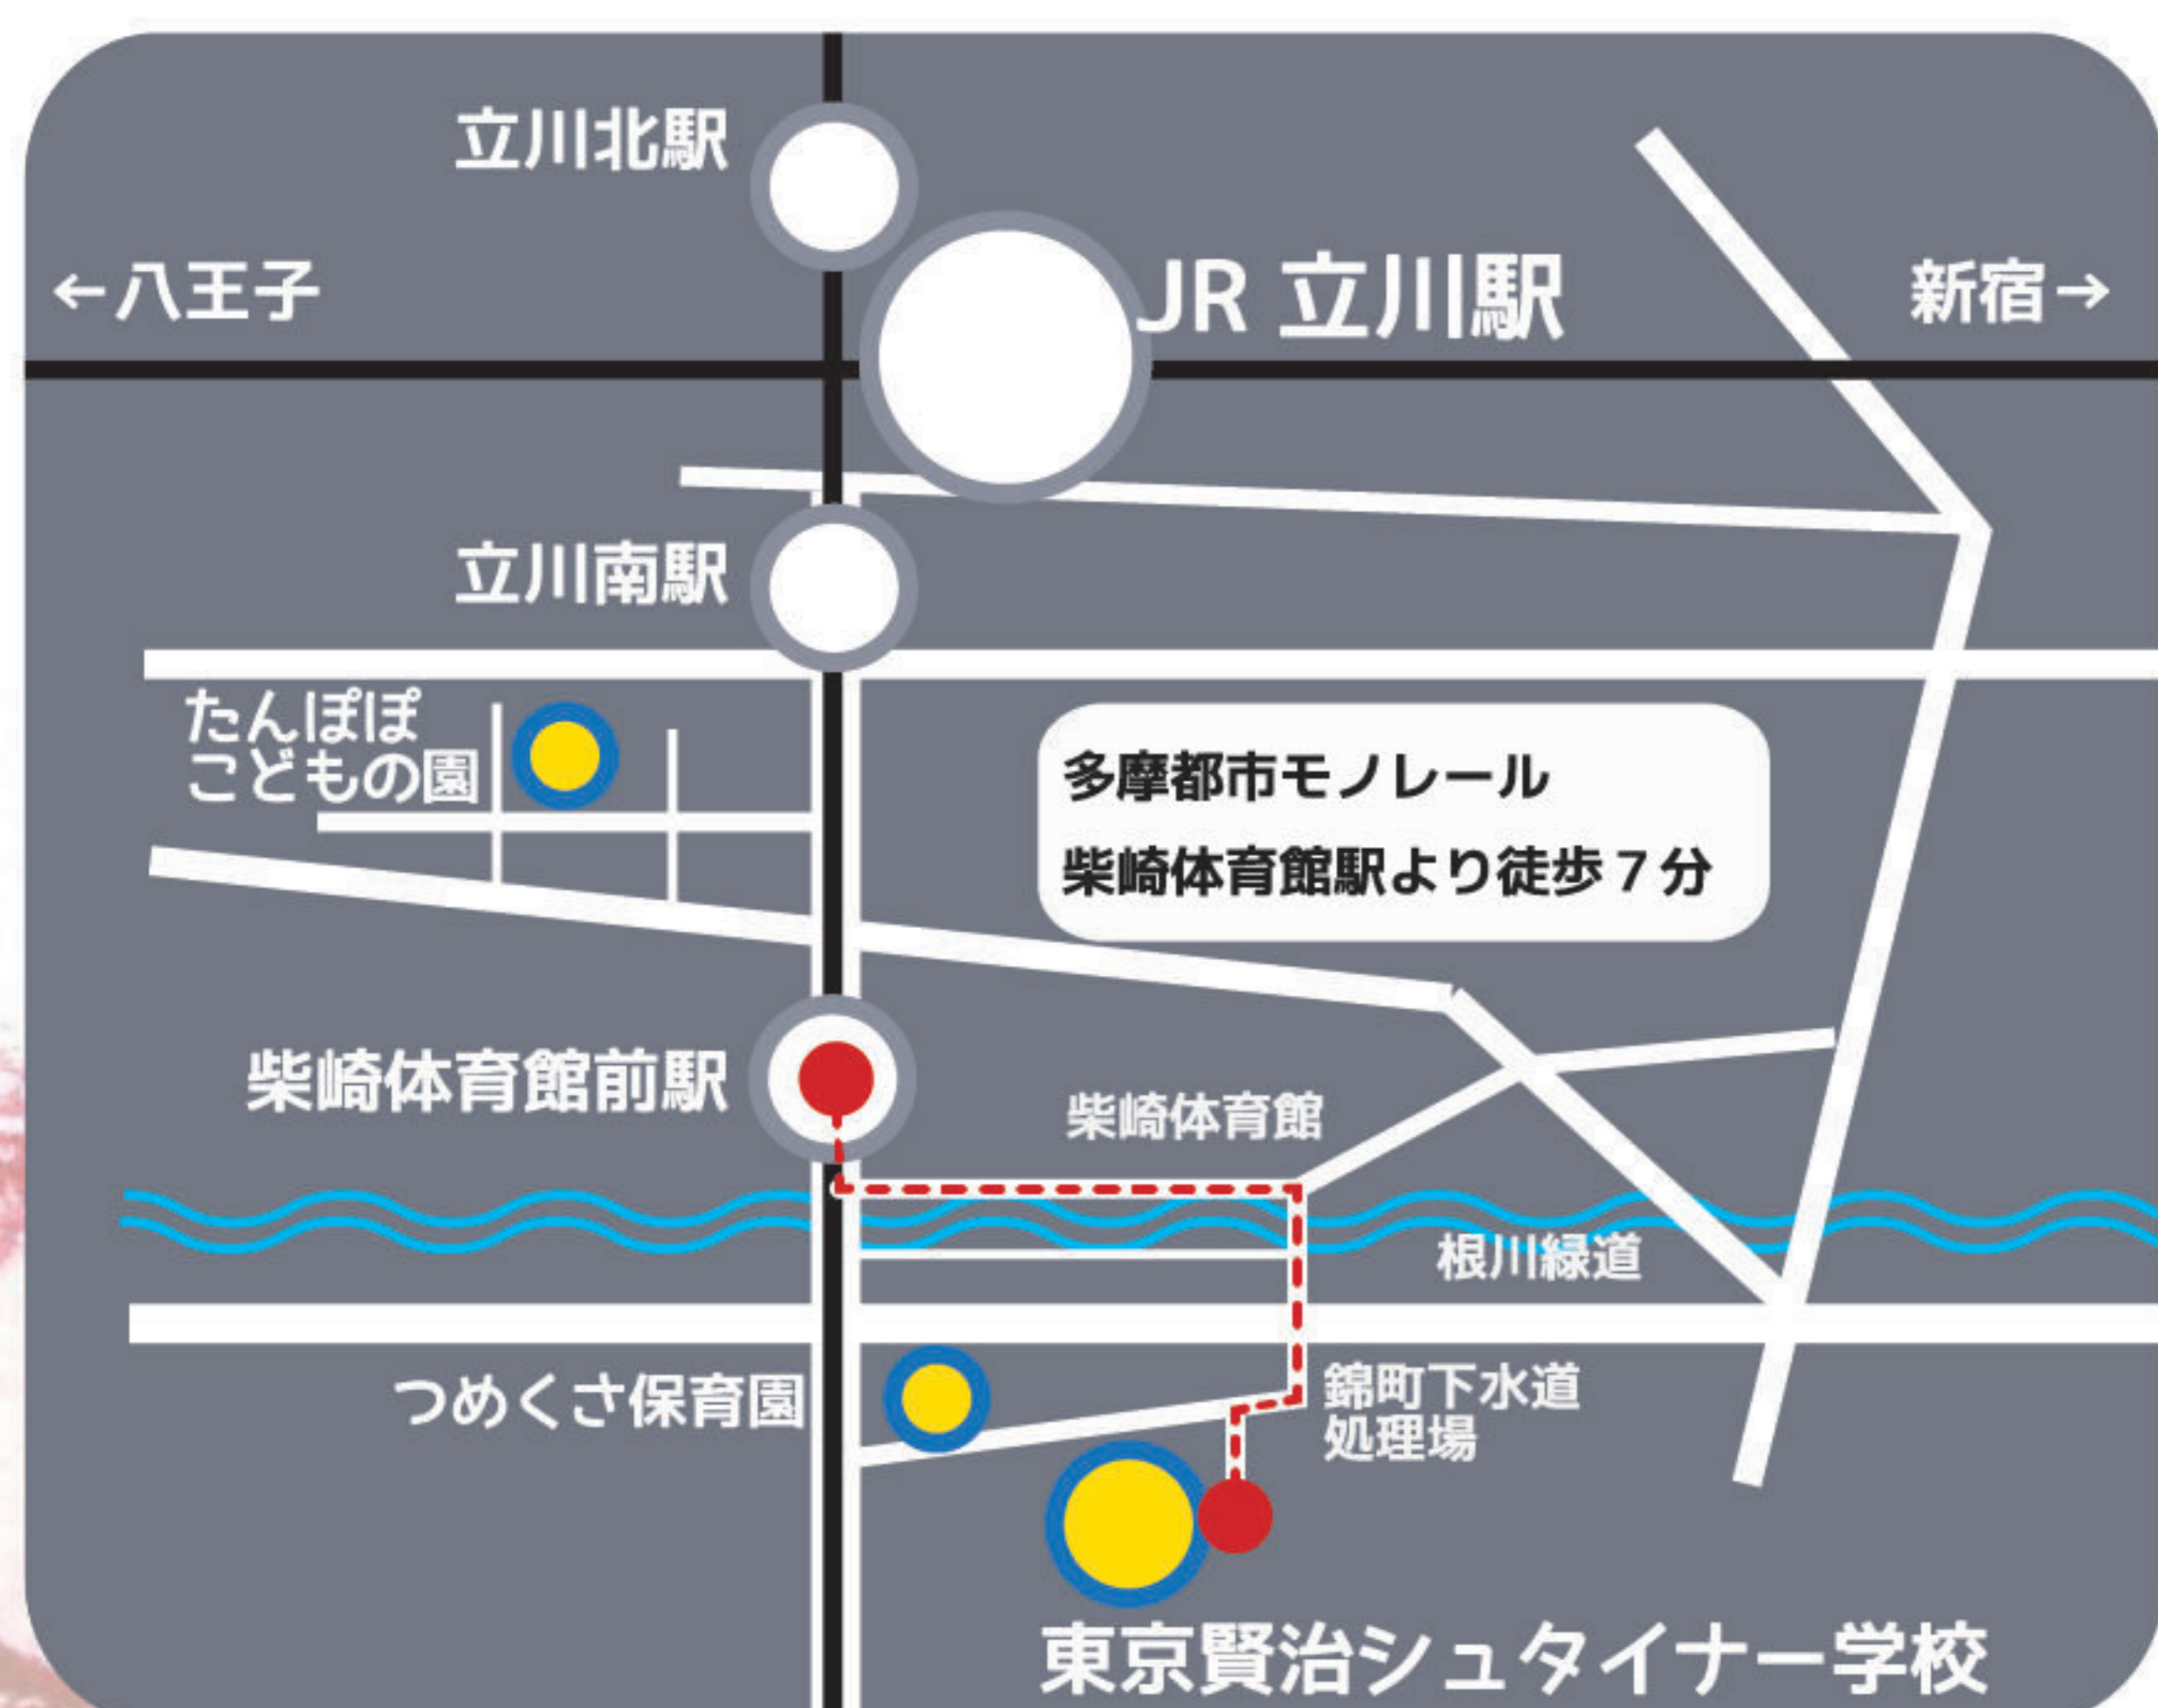 立川北駅
←八王子
JR 立川駅
新宿→
立川南駅
たんぽぽ
こどもの園
多摩都市モノレール
柴崎体育館駅より徒歩7分
柴崎体育館前駅
柴崎体育館
根川緑道
つめくさ保育園
錦町下水道
処理場
東京賢治シュタイナー学校